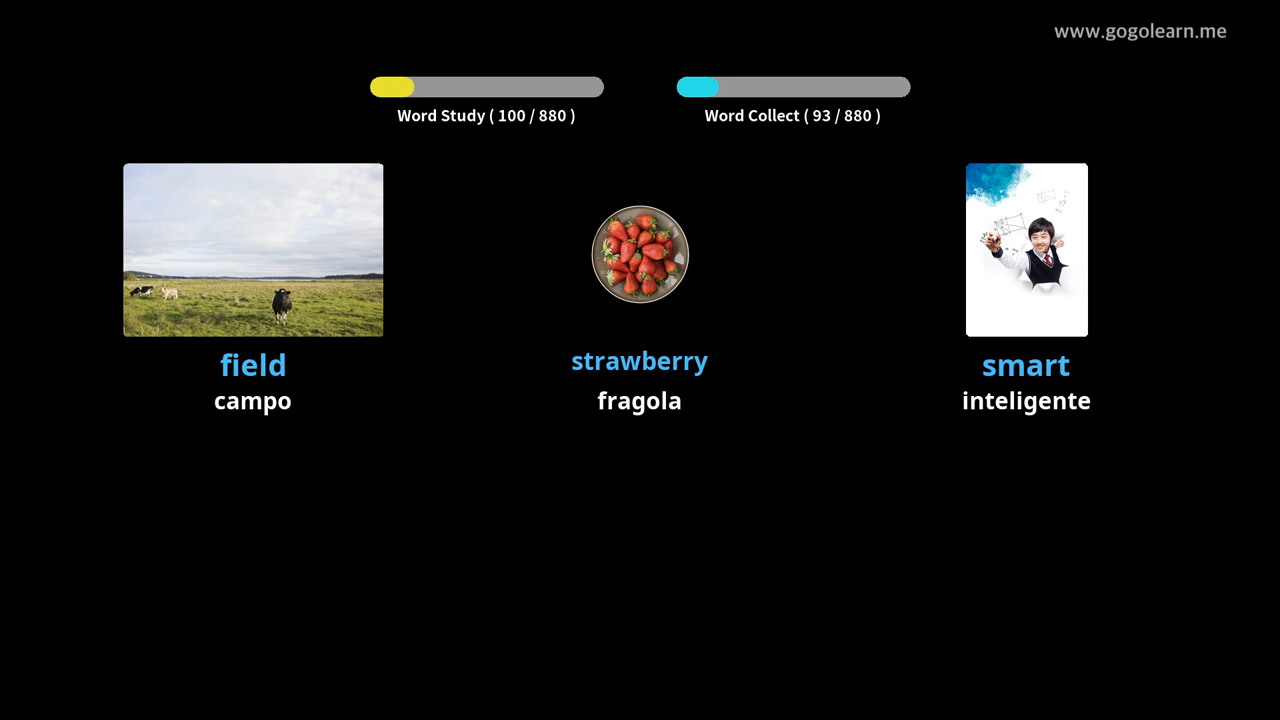 www.gogolearn.me
Word Study ( 100 / 880 )
Word Collect ( 93 / 880 )
field
campo
strawberry
fragola
smart
inteligente